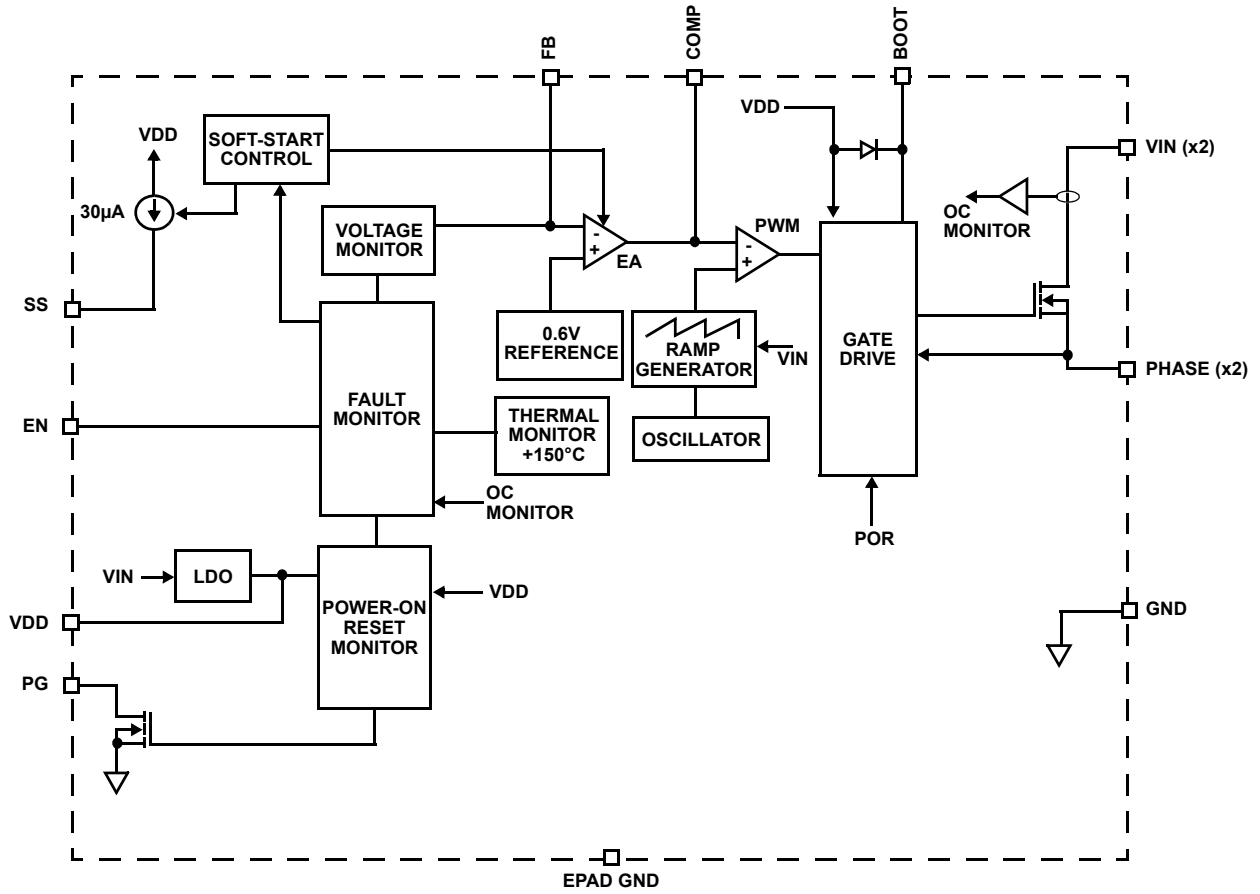 FB
COMP
BOOT
VDD
SOFT-START
CONTROL
30µA
VOLTAGE
MONITOR
SS
-
+
EA
PWM
-
+
VDD
VIN (x2)
OC
MONITOR
0.6V
REFERENCE
RAMP
GENERATOR
VIN
GATE
DRIVE
PHASE (x2)
EN
FAULT
MONITOR
THERMAL
MONITOR
+150°C
OSCILLATOR
OC
MONITOR
POR
VIN
LDO
VDD
POWER-ON
RESET
MONITOR
VDD
GND
PG
EPAD GND